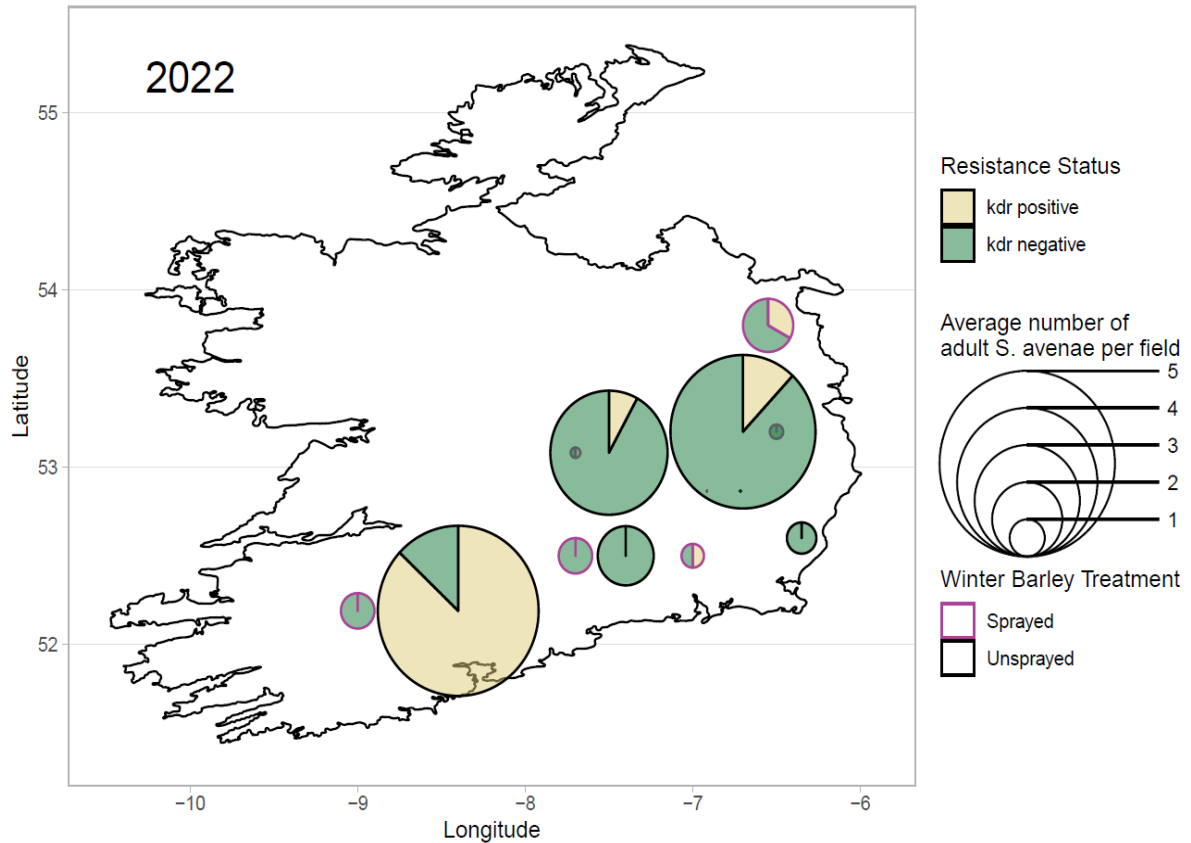 2022
55
54
53
52
Latitude
−10
−9
−8
−7
−6
Longitude
Resistance Status
kdr positive
kdr negative
Average number of
adult S. avenae per field
5
4
3
2
1
Winter Barley Treatment
Sprayed
Unsprayed